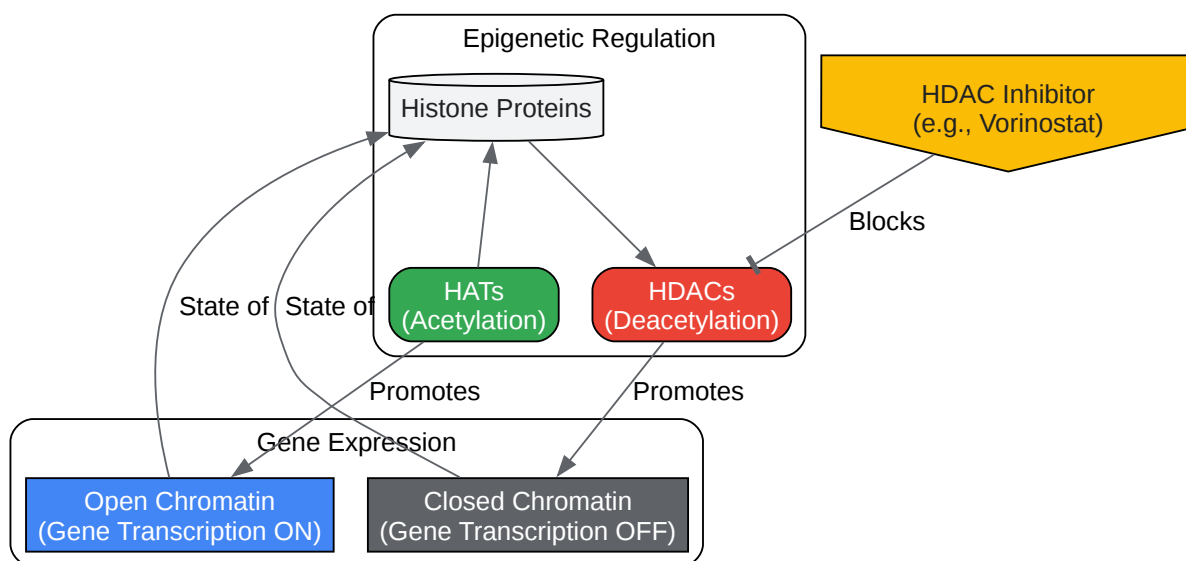 Epigenetic Regulation
Histone Proteins
HDAC Inhibitor
(e.g., Vorinostat)
Blocks
State of
State of
HATs
(Acetylation)
HDACs
(Deacetylation)
Promotes
Promotes
Gene Expression
Open Chromatin
(Gene Transcription ON)
Closed Chromatin
(Gene Transcription OFF)